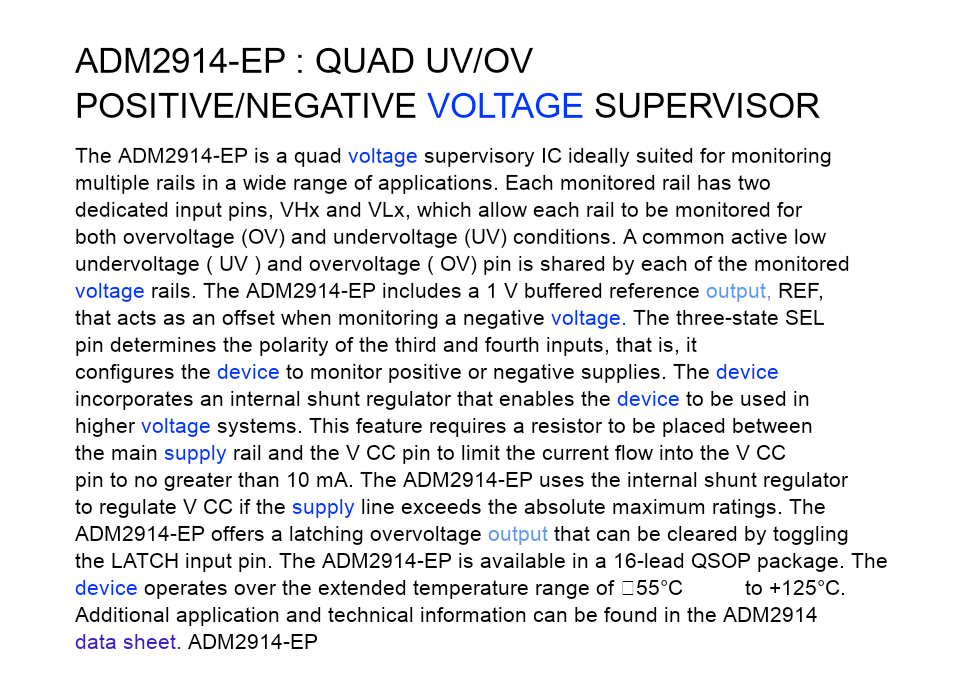 ADM2914-EP : QUAD UV/OV
POSITIVE/NEGATIVE VOLTAGE SUPERVISOR
The ADM2914-EP is a quad voltage supervisory IC ideally suited for monitoring
multiple rails in a wide range of applications. Each monitored rail has two
dedicated input pins, VHx and VLx, which allow each rail to be monitored for
both overvoltage (OV) and undervoltage (UV) conditions. A common active low
undervoltage ( UV ) and overvoltage ( OV) pin is shared by each of the monitored
voltage rails. The ADM2914-EP includes a 1 V buffered reference output, REF,
that acts as an offset when monitoring a negative voltage. The three-state SEL
pin determines the polarity of the third and fourth inputs, that is, it
configures the device to monitor positive or negative supplies. The device
incorporates an internal shunt regulator that enables the device to be used in
higher voltage systems. This feature requires a resistor to be placed between
the main supply rail and the V CC pin to limit the current flow into the V CC
pin to no greater than 10 mA. The ADM2914-EP uses the internal shunt regulator
to regulate V CC if the supply line exceeds the absolute maximum ratings. The
ADM2914-EP offers a latching overvoltage output that can be cleared by toggling
the LATCH input pin. The ADM2914-EP is available in a 16-lead QSOP package. The
device operates over the extended temperature range of □55°C to +125°C.
Additional application and technical information can be found in the ADM2914
data sheet. ADM2914-EP